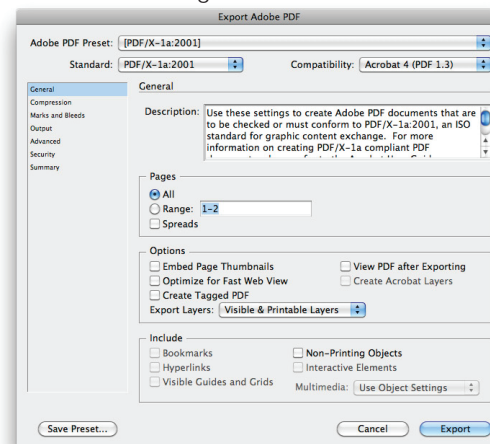 Export Adobe PDF
Adobe PDF Preset: [PDF/X-1a:2001]
Standard: PDF/X-1a:2001 Compatibility: Acrobat 4 (PDF 1.3)
General
Compression
Marks and Bleeds
Output
Advanced
Security
Summary
General
Description: Use these settings to create Adobe PDF documents that are
to be checked or must conform to PDF/X-1a:2001, an ISO
standard for graphic content exchange. For more
information on creating PDF/X-1a compliant PDF
Pages
All
Range: 1-2
Spreads
Options
Embed Page Thumbnails View PDF after Exporting
Optimize for Fast Web View Create Acrobat Layers
Create Tagged PDF
Export Layers: Visible & Printable Layers
Include
Bookmarks Non-Printing Objects
Hyperlinks Interactive Elements
Visible Guides and Grids Multimedia: Use Object Settings
Save Preset... Cancel Export